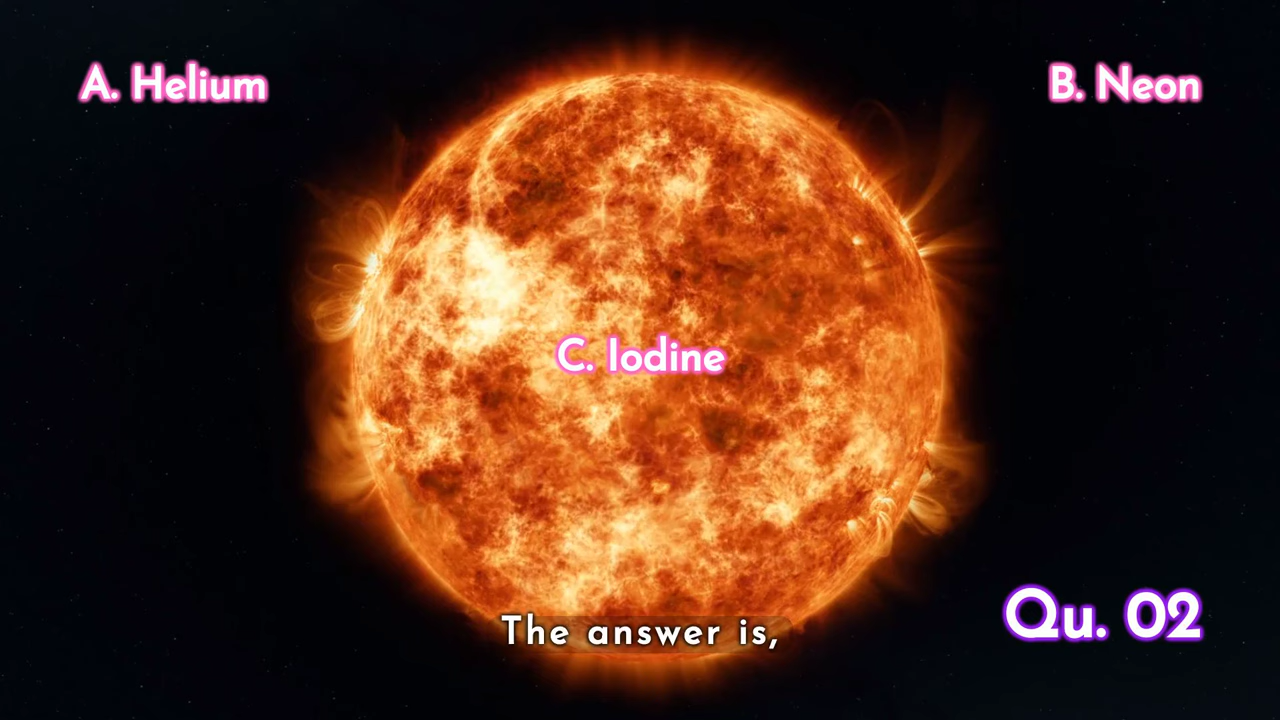 A. Helium
B. Neon
C. Iodine
The answer is,
Qu. 02